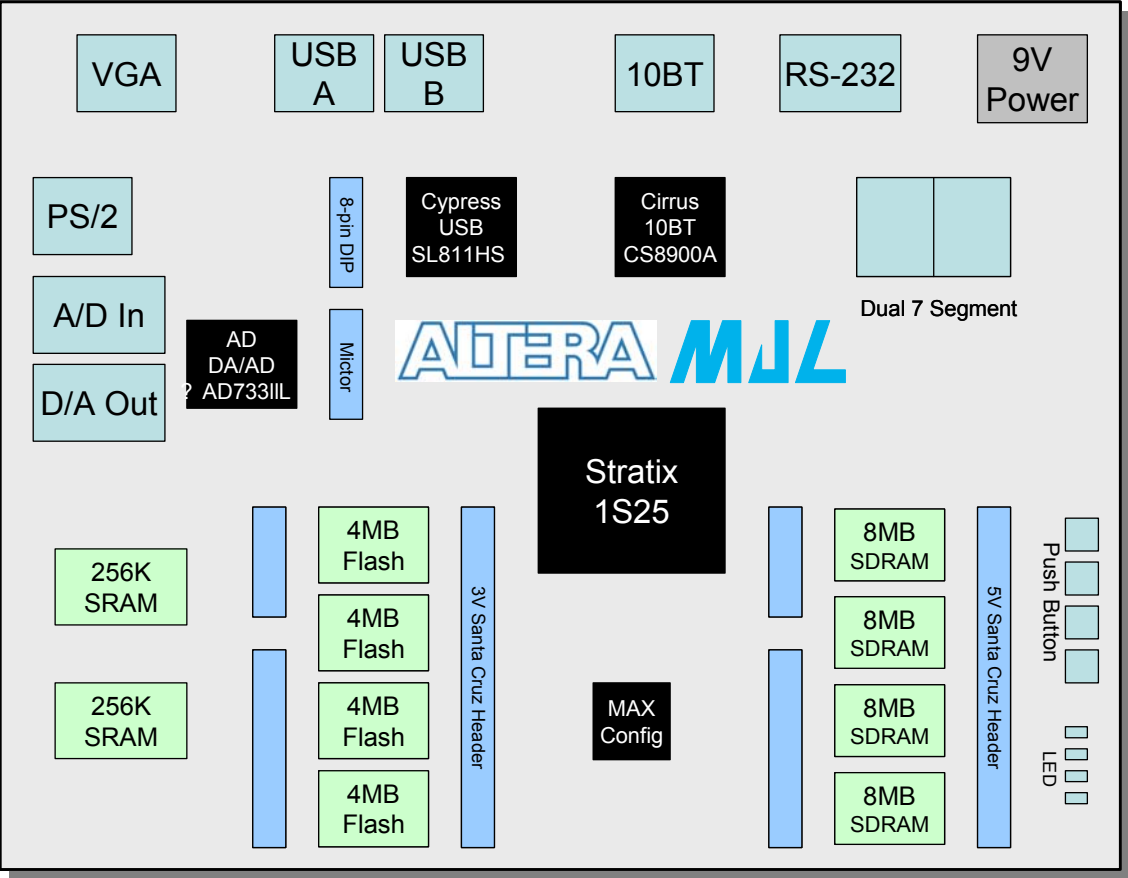 VGA
USB
A
USB
B
10BT
RS-232
9V
Power
PS/2
8-pin DIP
Cypress
USB
SL811HS
Cirrus
10BT
CS8900A
Dual 7 Segment
A/D In
D/A Out
AD
DA/AD
? AD733IIL
Mictor
ALTERA
MJL
Stratix
1S25
256K
SRAM
256K
SRAM
4MB
Flash
4MB
Flash
4MB
Flash
4MB
Flash
3V Santa Cruz Header
MAX
Config
8MB
SDRAM
8MB
SDRAM
8MB
SDRAM
8MB
SDRAM
5V Santa Cruz Header
Push Button
LED